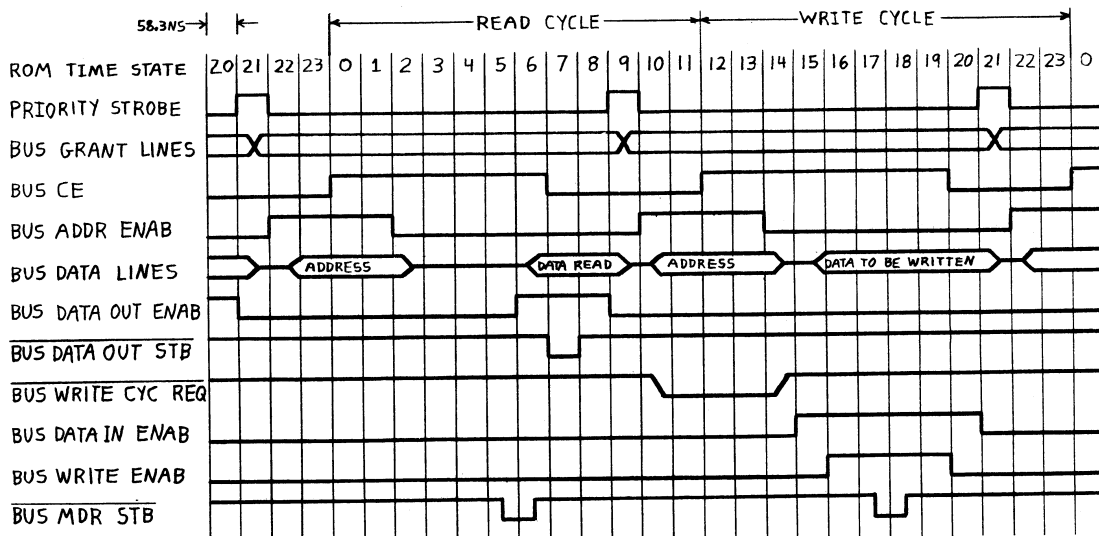 READ CYCLE WRITE CYCLE
58.3NS
ROM TIME STATE 20 21 22 23 0 1 2 3 4 5 6 7 8 9 10 11 12 13 14 15 16 17 18 19 20 21 22 23 0
PRIORITY STROBE
BUS GRANT LINES
BUS CE
BUS ADDR ENAB
BUS DATA LINES ADDRESS DATA READ ADDRESS DATA TO BE WRITTEN
BUS DATA OUT ENAB
BUS DATA OUT STB
BUS WRITE CYC REQ
BUS DATA IN ENAB
BUS WRITE ENAB
BUS MDR STB